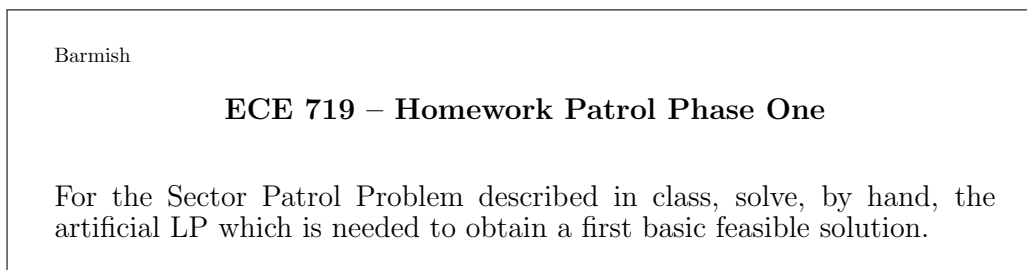 Barmish
ECE 719 – Homework Patrol Phase One
For the Sector Patrol Problem described in class, solve, by hand, the
artificial LP which is needed to obtain a first basic feasible solution.